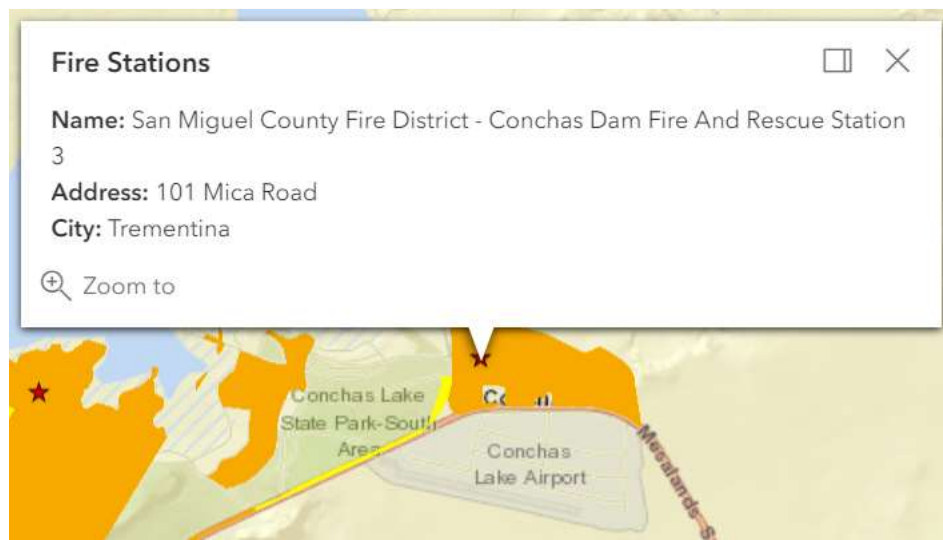 Fire Stations
Name: San Miguel County Fire District - Conchas Dam Fire And Rescue Station
3
Address: 101 Mica Road
City: Trementina
Zoom to
Conchas Lake
State Park-South
Area
Conchas
Lake Airport
Mesalands